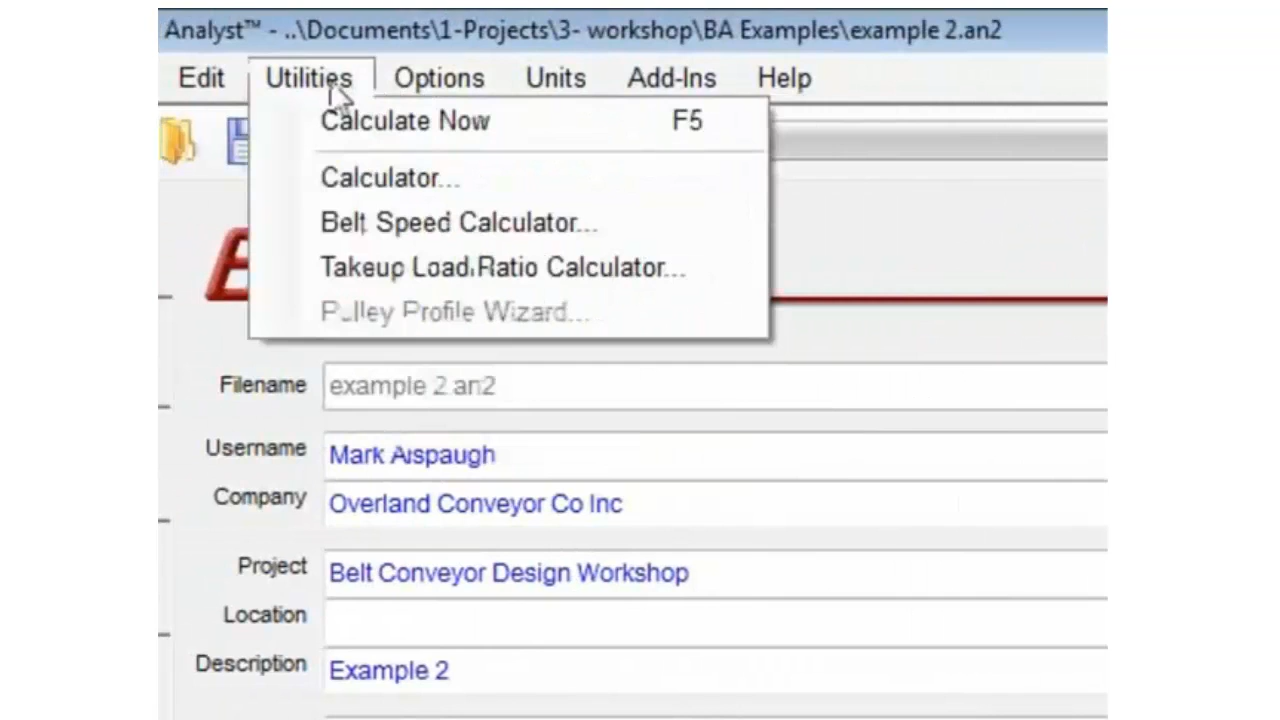 Analyst™ - ..\Documents\1-Projects\3- workshop\BA Examples\example 2.an2
Edit Utilities Options Units Add-Ins Help
Calculate Now F5
Calculator...
Belt Speed Calculator...
Takeup Load Ratio Calculator...
Pulley Profile Wizard...
Filename example 2.an2
Username Mark Alspaugh
Company Overland Conveyor Co Inc
Project Belt Conveyor Design Workshop
Location
Description Example 2